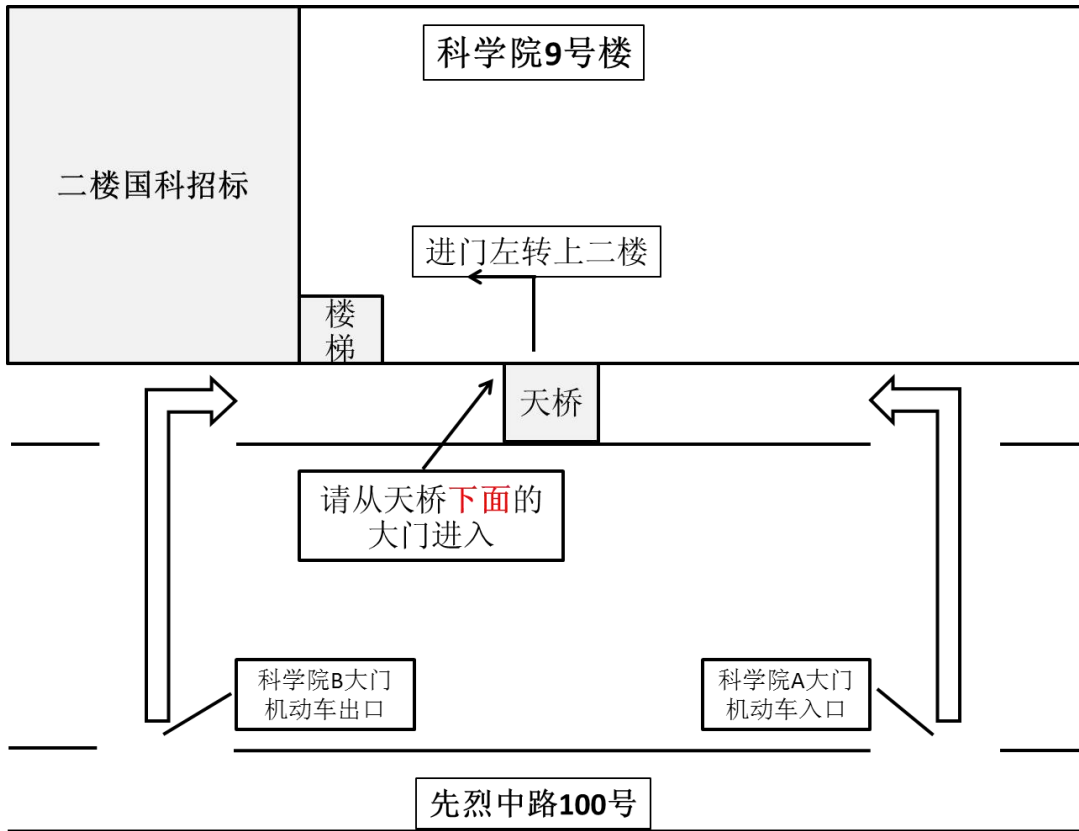 科学院9号楼
二楼国科招标
进门左转上二楼
楼
梯
天桥
请从天桥下面的
大门进入
科学院B大门
机动车出口
科学院A大门
机动车入口
先烈中路100号